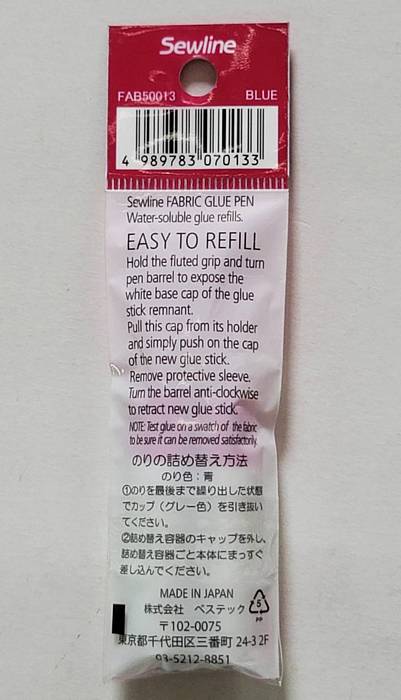 Sewline
FAB50013 BLUE
4 989783 070133
Sewline FABRIC GLUE PEN
Water-soluble glue refills.
EASY TO REFILL
Hold the fluted grip and turn
pen barrel to expose the
white base cap of the glue
stick remnant.
Pull this cap from its holder
and simply push on the cap
of the new glue stick.
Remove protective sleeve.
Turn the barrel anti-clockwise
to retract new glue stick.
NOTE: Test glue on a swatch of the fabric
to be sure it can be removed satisfactorily.
のりの詰め替え方法
のり色：青
①のりを最後まで繰り出した状態
でカップ（グレー色）を引き抜い
てください。
②詰め替え容器のキャップを外し、
詰め替え容器ごと本体にまっすぐ
差し込んでください。
MADE IN JAPAN
株式会社 ベステック
5
PP
〒102-0075
東京都千代田区三番町 24-3 2F
03-5212-8851